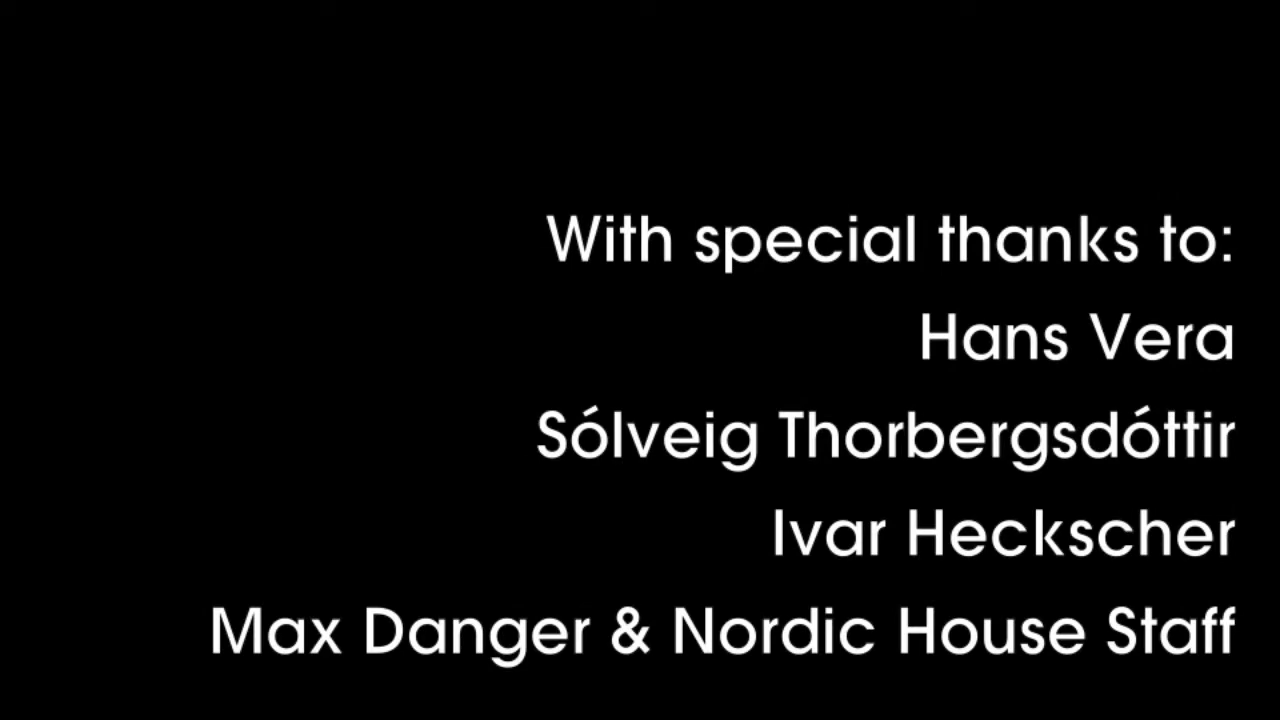 With special thanks to:
Hans Vera
Sólveig Thorbergsdóttir
Ivar Heckscher
Max Danger & Nordic House Staff